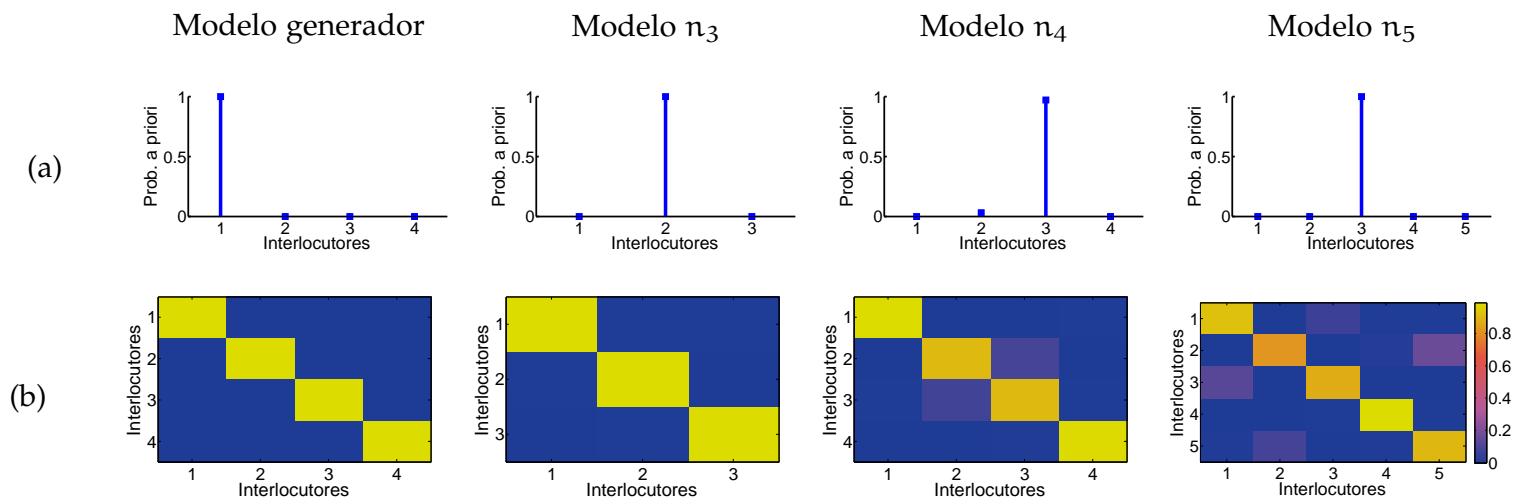 Modelo generador
Modelo n₃
Modelo n₄
Modelo n₅
(a)
Prob. a priori
1
0.5
0
1 2 3 4
Interlocutores
Prob. a priori
1
0.5
0
1 2 3
Interlocutores
Prob. a priori
1
0.5
0
1 2 3 4
Interlocutores
Prob. a priori
1
0.5
0
1 2 3 4 5
Interlocutores
(b)
Interlocutores
1
2
3
4
1 2 3 4
Interlocutores
Interlocutores
1
2
3
1 2 3
Interlocutores
Interlocutores
1
2
3
4
1 2 3 4
Interlocutores
Interlocutores
1
2
3
4
5
1 2 3 4 5
Interlocutores
0.8
0.6
0.4
0.2
0